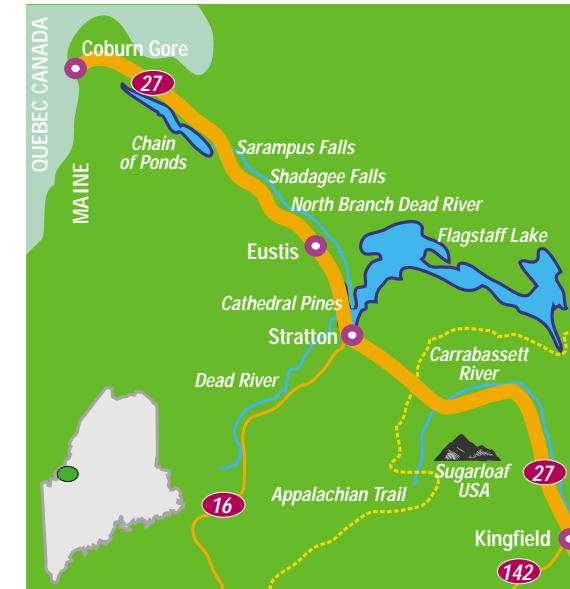 QUEBEC CANADA
MAINE
Coburn Gore
27
Chain
of Ponds
Sarampus Falls
Shadagee Falls
North Branch Dead River
Eustis
Flagstaff Lake
Cathedral Pines
Stratton
Carrabassett
River
Dead River
Sugarloaf
USA
27
Appalachian Trail
16
Kingfield
142